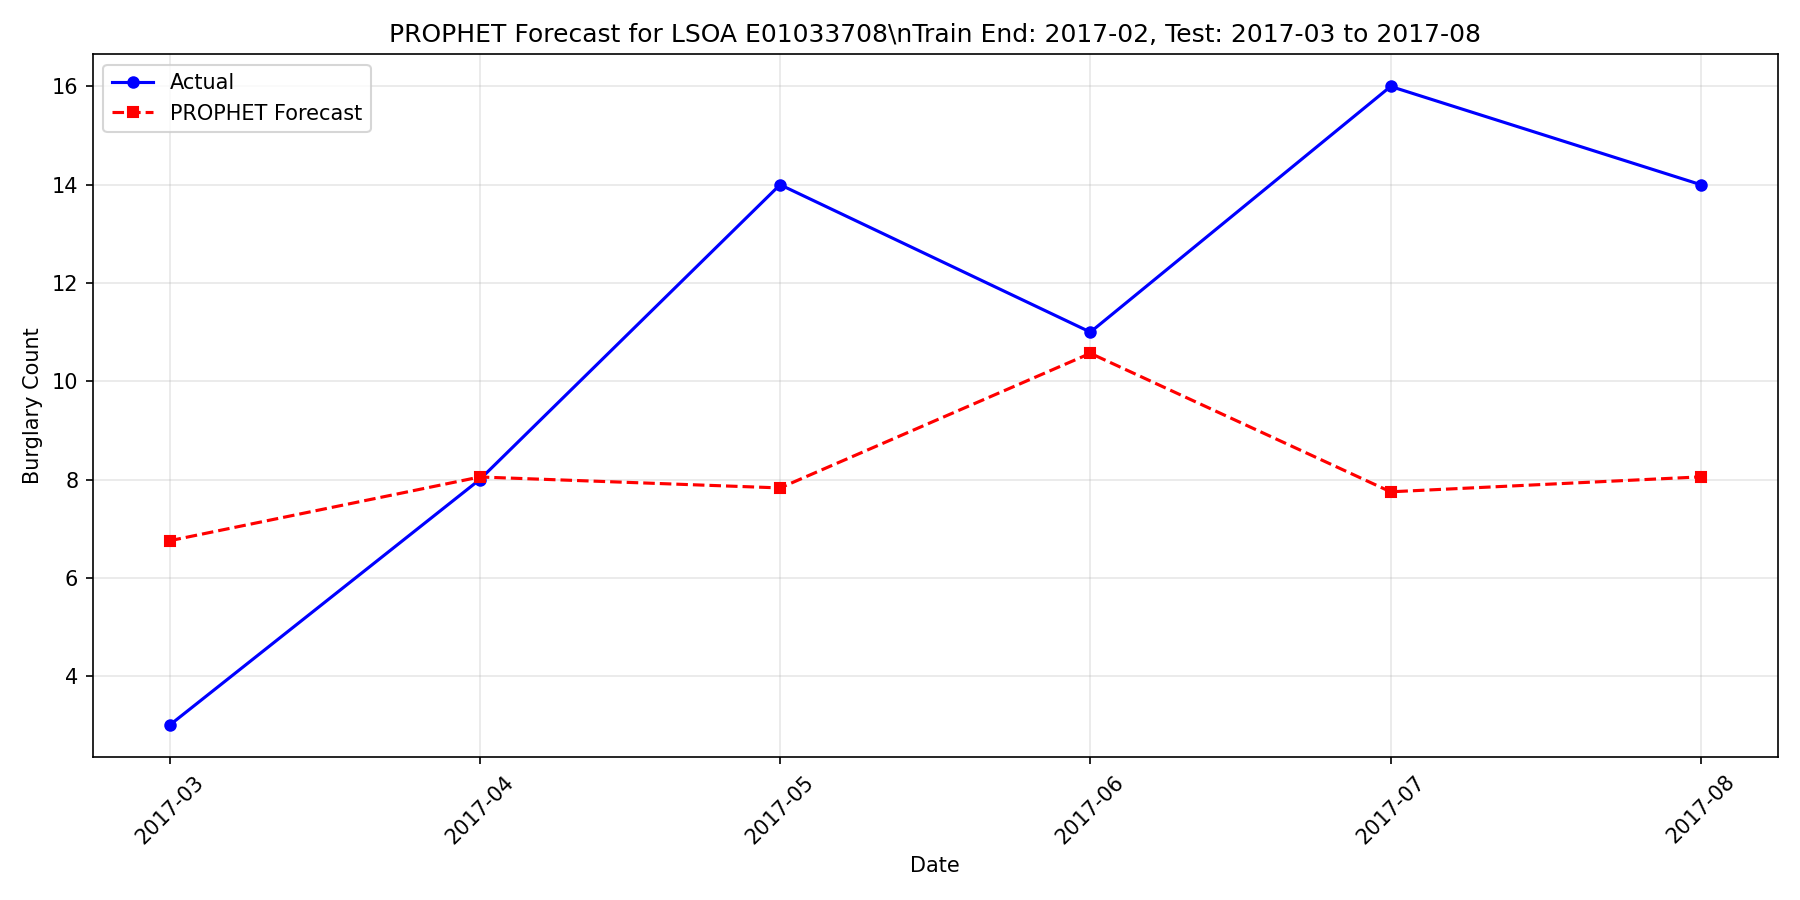 PROPHET Forecast for LSOA E01033708\nTrain End: 2017-02, Test: 2017-03 to 2017-08
Actual
PROPHET Forecast
Burglary Count
16
14
12
10
8
6
4
2017-03
2017-04
2017-05
2017-06
2017-07
2017-08
Date